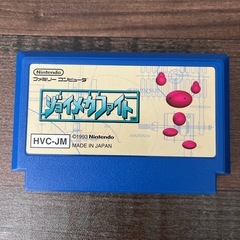 Nintendo
ファミリー コンピュータ
ジョイメカファイト
©1993 Nintendo
HVC-JM
MADE IN JAPAN